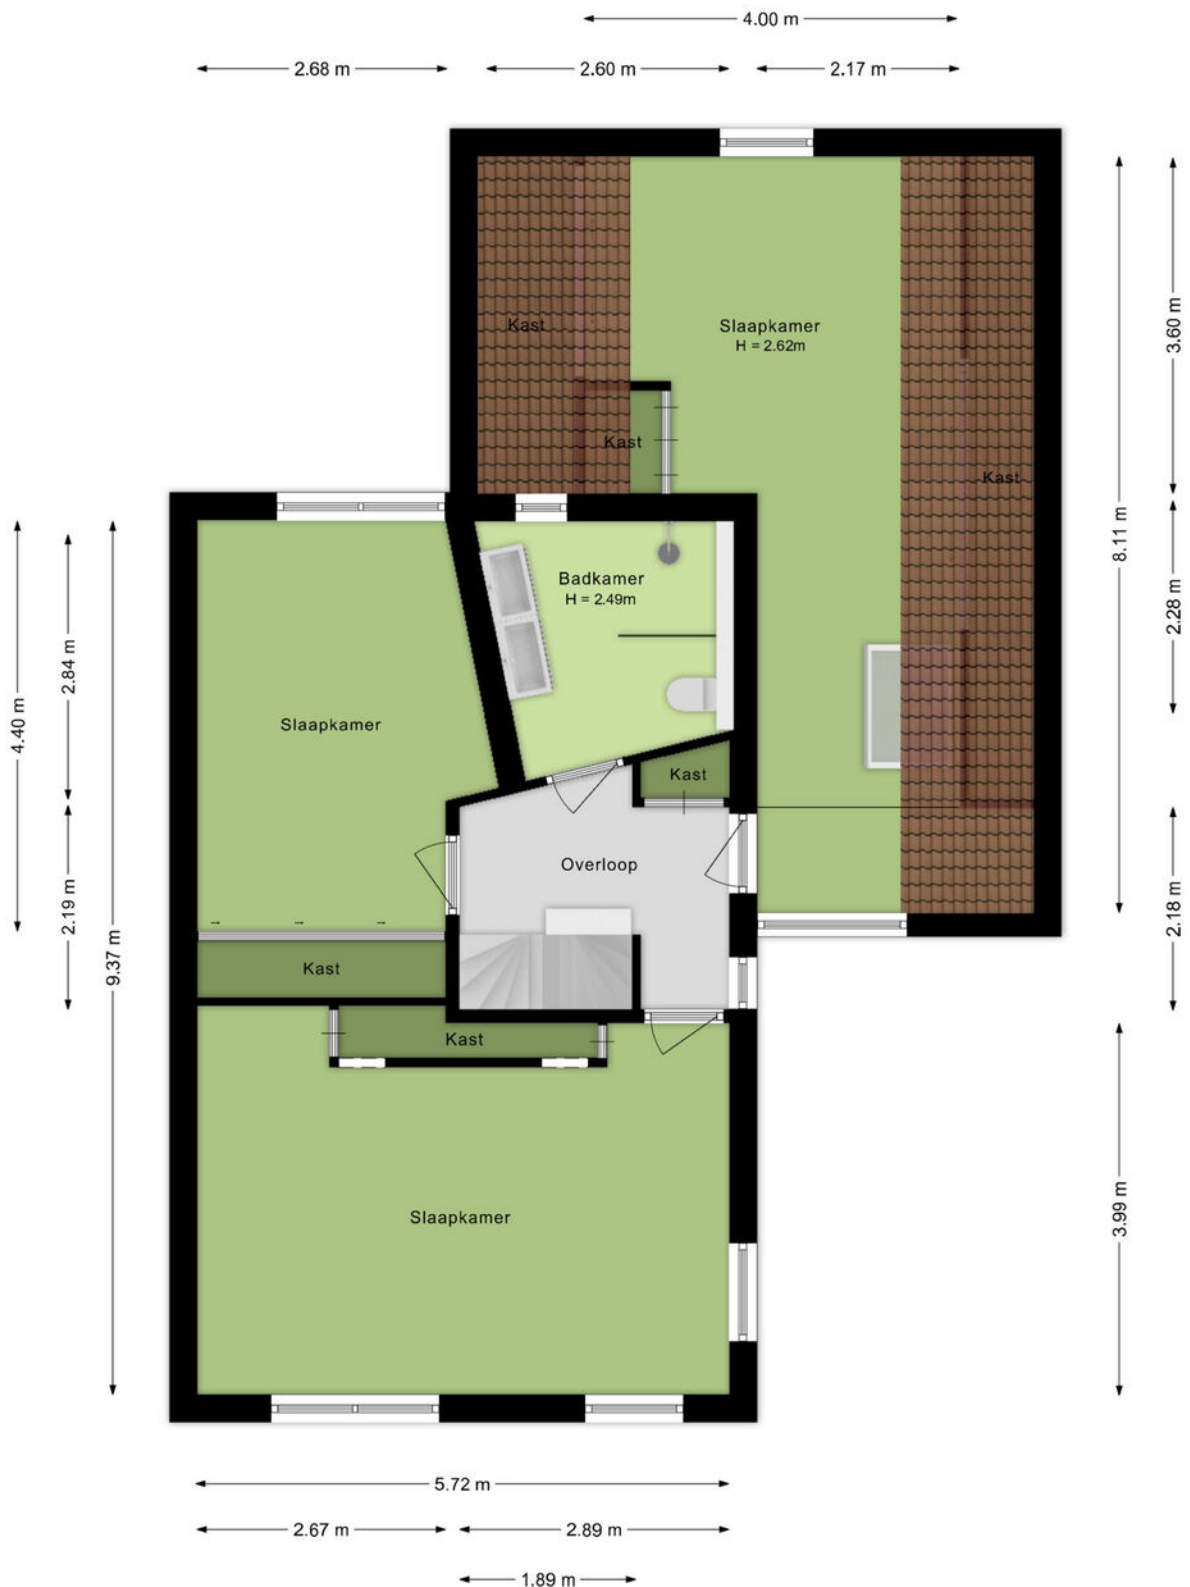 4.00 m
2.68 m
2.60 m
2.17 m
Kast
Slaapkamer
H = 2.62m
3.60 m
Kast
Kast
8.11 m
Badkamer
H = 2.49m
2.28 m
2.84 m
4.40 m
Slaapkamer
Kast
Overloop
2.19 m
9.37 m
2.18 m
Kast
Kast
3.99 m
Slaapkamer
5.72 m
2.67 m
2.89 m
1.89 m